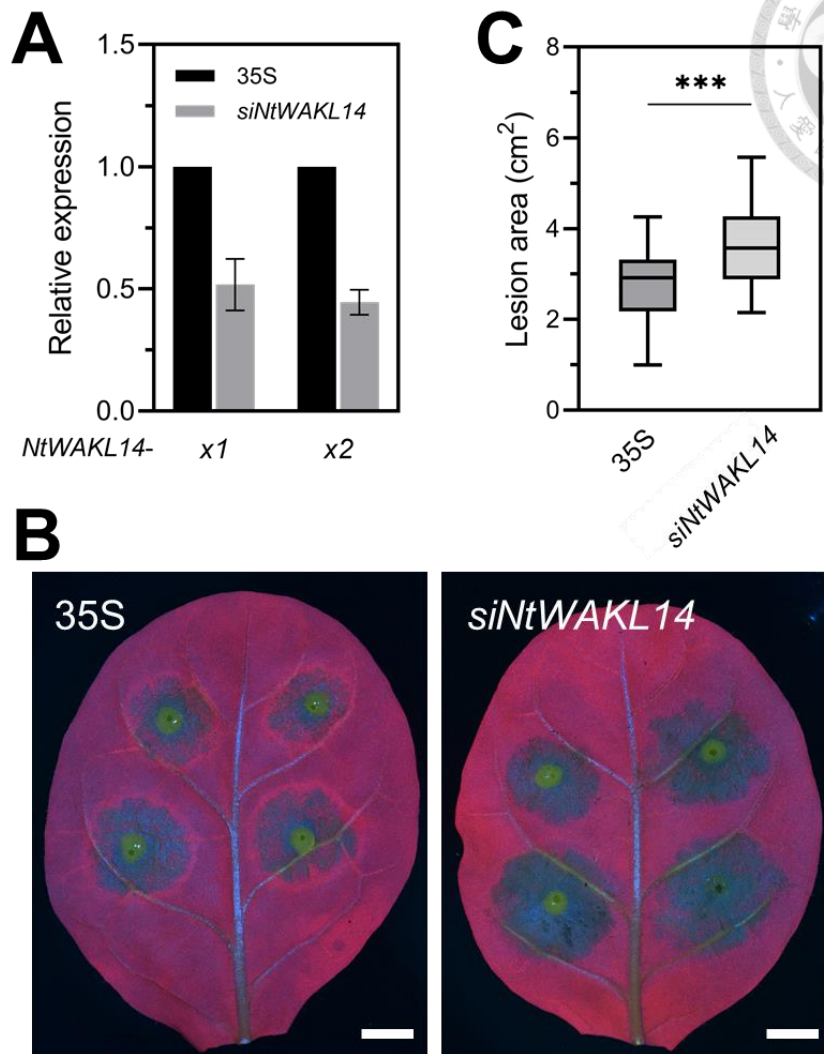 A
1.5
1.0
0.5
0.0
Relative expression
35S
siNtWAKL14
NtWAKL14-
x1
x2
C
8
6
4
2
0
Lesion area (cm²)
***
35S
siNtWAKL14
B
35S
siNtWAKL14